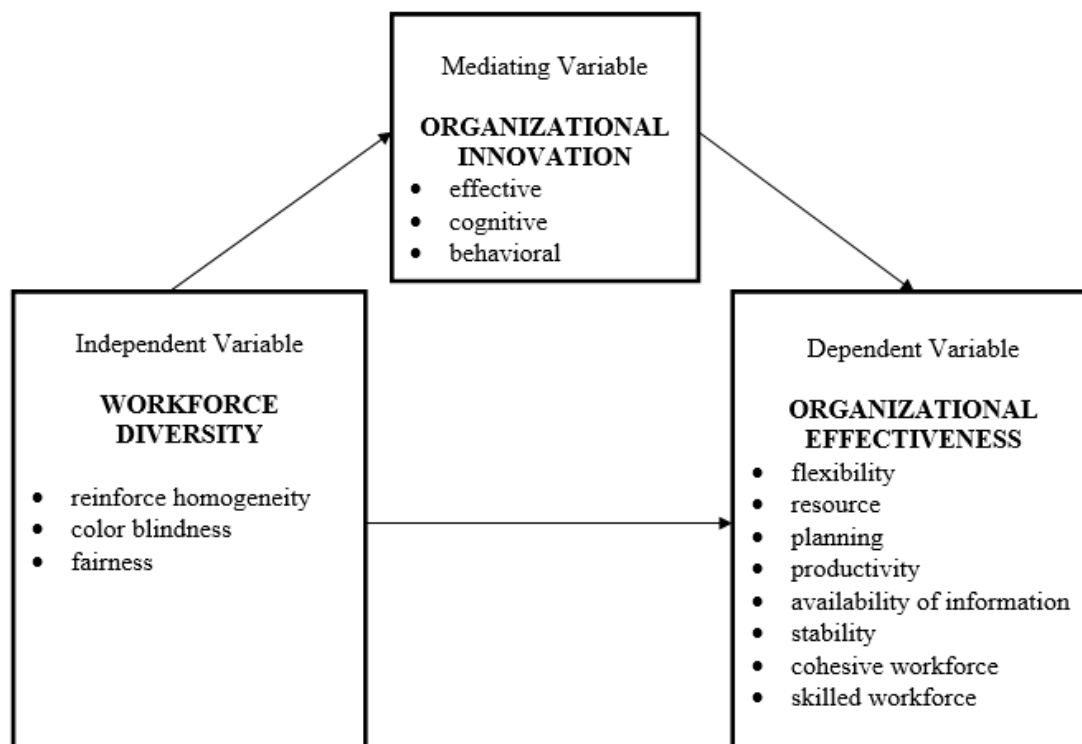 Mediating Variable
ORGANIZATIONAL
INNOVATION
• effective
• cognitive
• behavioral
Independent Variable
WORKFORCE
DIVERSITY
• reinforce homogeneity
• color blindness
• fairness
Dependent Variable
ORGANIZATIONAL
EFFECTIVENESS
• flexibility
• resource
• planning
• productivity
• availability of information
• stability
• cohesive workforce
• skilled workforce